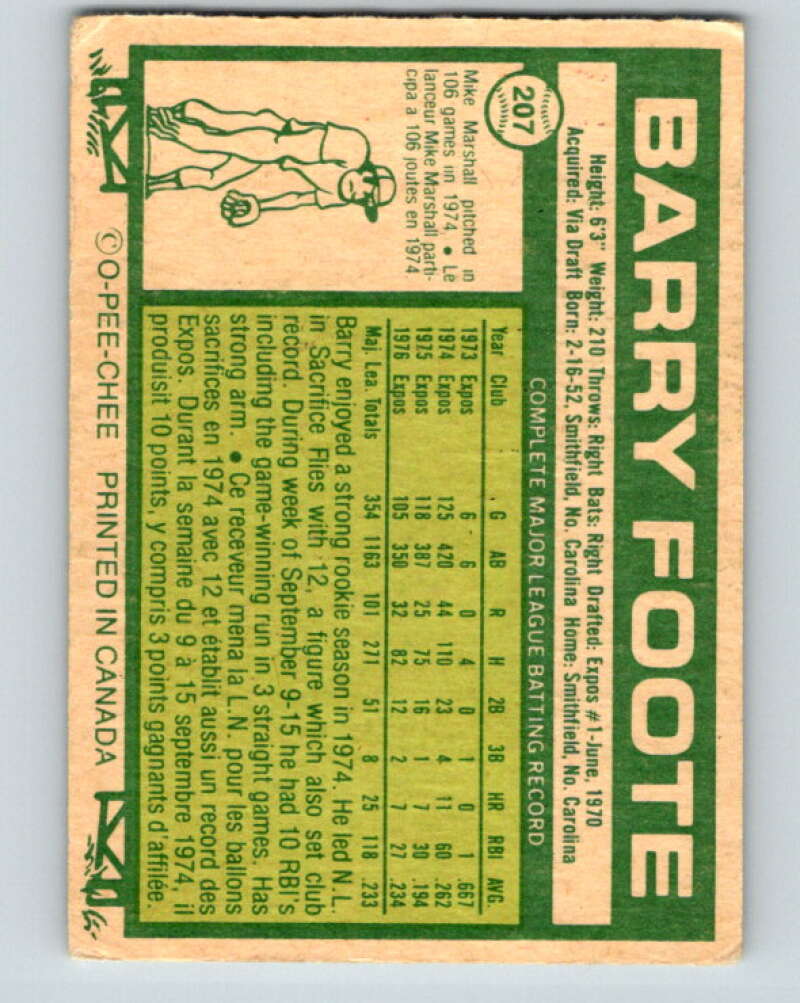 BARRY FOOTE
Height: 6'3" Weight: 210 Throws: Right Bats: Right Drafted: Expos #1-June, 1970
Acquired: Via Draft Born: 2-16-52, Smithfield, No. Carolina Home: Smithfield, No. Carolina
207
COMPLETE MAJOR LEAGUE BATTING RECORD
Year Club G AB R H 2B 3B HR RBI AVG.
1973 Expos 6 6 0 4 0 1 0 1 .667
1974 Expos 125 470 44 110 23 4 11 60 .262
1975 Expos 118 387 25 75 16 1 7 30 .194
1976 Expos 105 350 32 82 12 2 7 27 .234
Maj. Lea. Totals 354 1163 101 271 51 8 25 118 .233
Barry enjoyed a strong rookie season in 1974. He led N.L.
in Sacrifice Flies with 12, a figure which also set club
record. During week of September 9-15 he had 10 RBI's
including the game-winning run in 3 straight games. Has
strong arm. • Ce receveur mena la L.N. pour les ballons
sacrifices en 1974 avec 12 et établit aussi un record des
Expos. Durant la semaine du 9 à 15 septembre 1974, il
produisit 10 points, y compris 3 points gagnants d'affilée.
Mike Marshall pitched in
106 games in 1974. • Le
lanceur Mike Marshall parti-
cipa a 106 joutes en 1974
© O-PEE-CHEE PRINTED IN CANADA